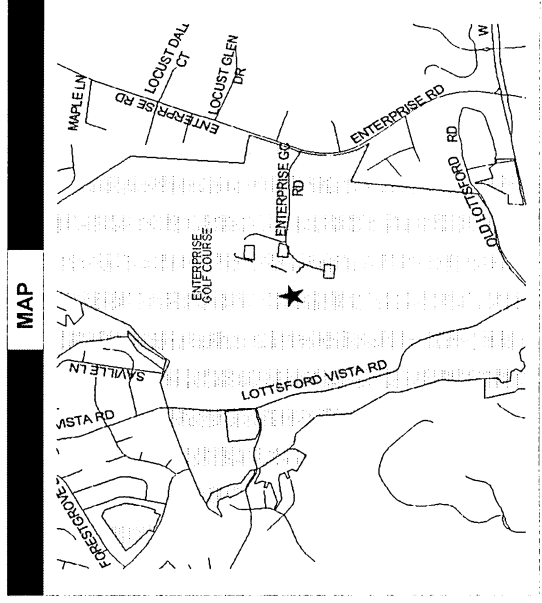 MAP
MAPLE LN
LOCUST DALE
CT
ENTERPRISE RD
LOCUST GLEN
DR
ENTERPRISE GC
RD
ENTERPRISE RD
ENTERPRISE
GOLF COURSE
W
OLD LOTTSFORD RD
SAVILLE LN
VISTA RD
LOTTSFORD VISTA RD
FORESTGROVE